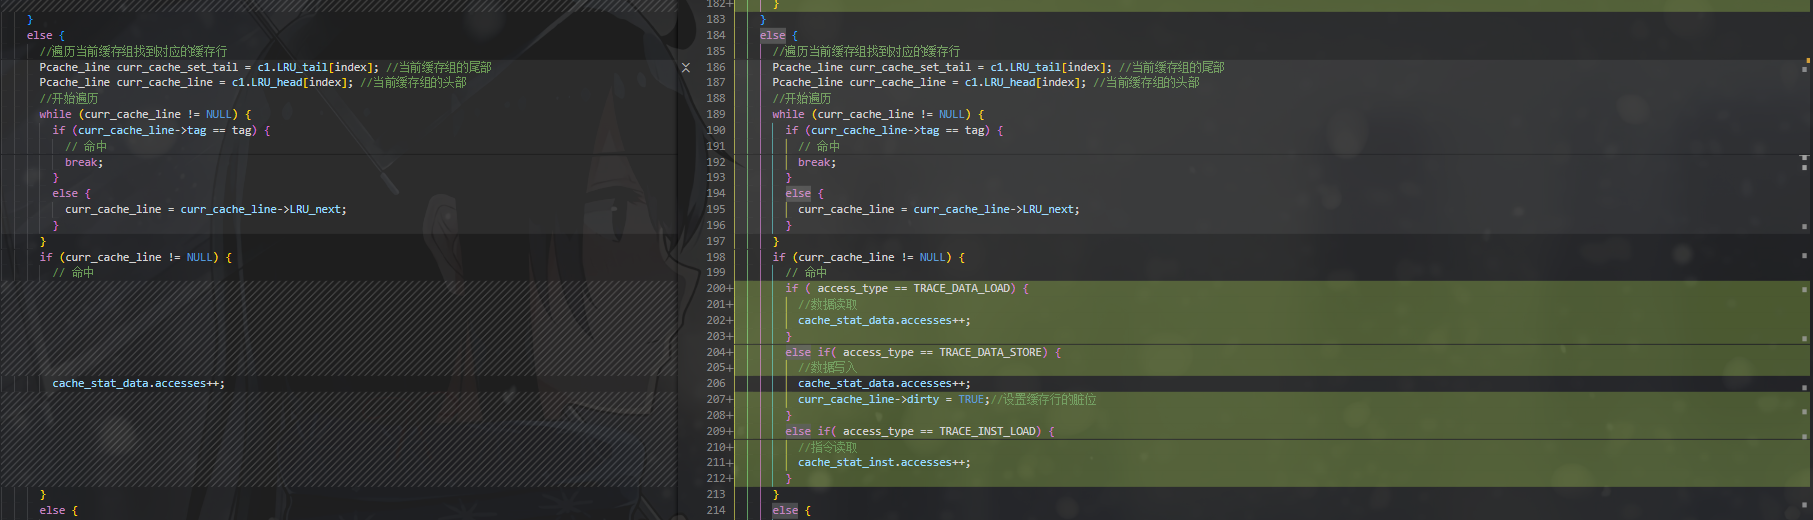 }
else {
//遍历当前缓存组找到对应的缓存行
Pcache_line curr_cache_set_tail = c1.LRU_tail[index]; //当前缓存组的尾部
Pcache_line curr_cache_line = c1.LRU_head[index]; //当前缓存组的头部
//开始遍历
while (curr_cache_line != NULL) {
if (curr_cache_line->tag == tag) {
// 命中
break;
}
else {
curr_cache_line = curr_cache_line->LRU_next;
}
}
if (curr_cache_line != NULL) {
// 命中
cache_stat_data.accesses++;
}
else {
182+ }
183 }
184 else {
185 //遍历当前缓存组找到对应的缓存行
186 Pcache_line curr_cache_set_tail = c1.LRU_tail[index]; //当前缓存组的尾部
187 Pcache_line curr_cache_line = c1.LRU_head[index]; //当前缓存组的头部
188 //开始遍历
189 while (curr_cache_line != NULL) {
190 if (curr_cache_line->tag == tag) {
191 // 命中
192 break;
193 }
194 else {
195 curr_cache_line = curr_cache_line->LRU_next;
196 }
197 }
198 if (curr_cache_line != NULL) {
199 // 命中
200+ if ( access_type == TRACE_DATA_LOAD) {
201+ //数据读取
202+ cache_stat_data.accesses++;
203+ }
204+ else if( access_type == TRACE_DATA_STORE) {
205+ //数据写入
206 cache_stat_data.accesses++;
207+ curr_cache_line->dirty = TRUE;//设置缓存行的脏位
208+ }
209+ else if( access_type == TRACE_INST_LOAD) {
210+ //指令读取
211+ cache_stat_inst.accesses++;
212+ }
213 }
214 else {